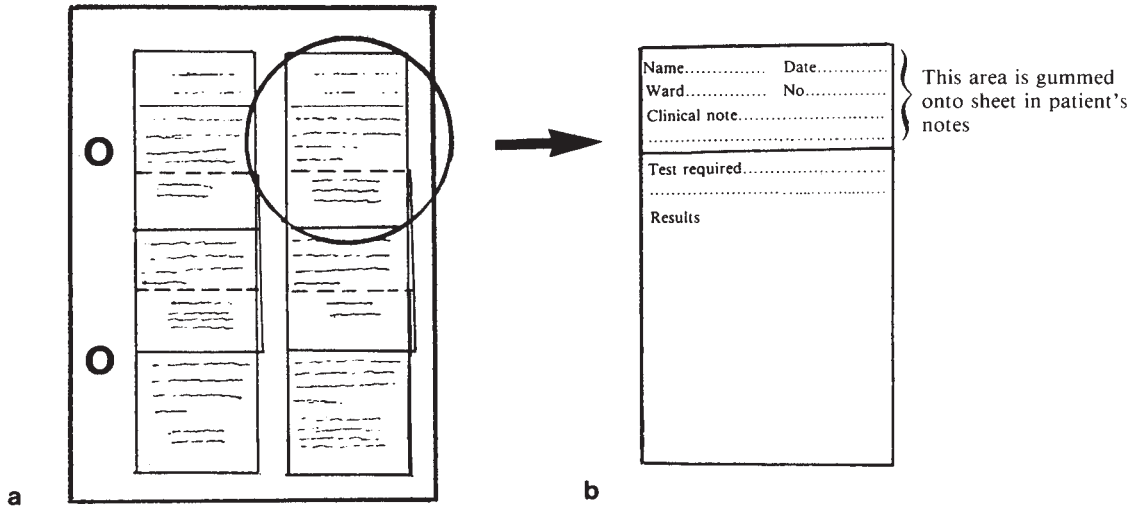 O
O
a
Name.............. Date..............
Ward.............. No..............
Clinical note..............................
..................................................
Test required..............................
..................................................
Results
This area is gummed
onto sheet in patient's
notes
b